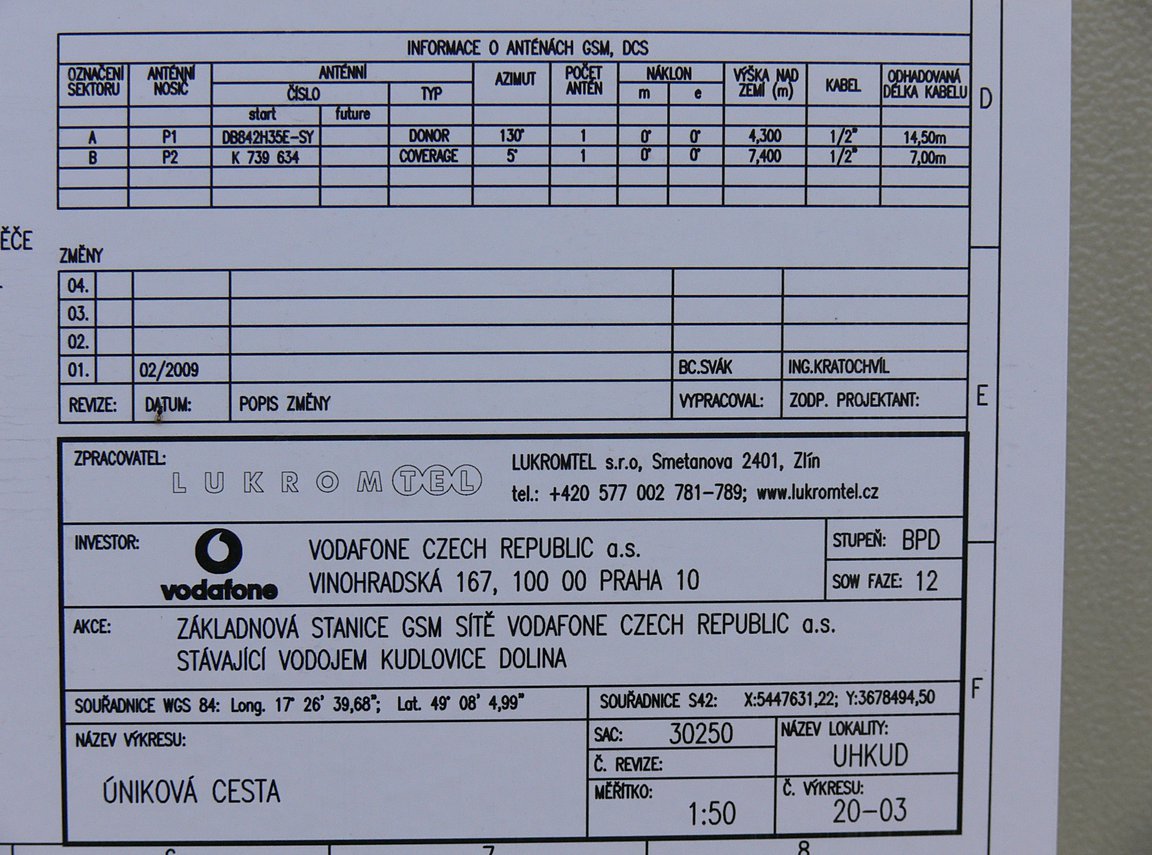 INFORMACE O ANTÉNÁCH GSM, DCS
OZNAČENÍ SEKTORU ANTÉNNÍ NOSIČ ANTÉNNÍ AZIMUT POČET ANTÉN NÁKLON VÝŠKA NAD ZEMÍ (m) KABEL ODHADOVANÁ DÉLKA KABELU
ČÍSLO TYP m e
start future
A P1 DB842H35E-SY DONOR 130° 1 0° 0° 4,300 1/2" 14,50m
B P2 K 739 634 COVERAGE 5° 1 0° 0° 7,400 1/2" 7,00m
D
ĚČE
ZMĚNY
04.
03.
02.
01. 02/2009 BC.SVÁK ING.KRATOCHVÍL
REVIZE: DATUM: POPIS ZMĚNY VYPRACOVAL: ZODP. PROJEKTANT:
E
ZPRACOVATEL:
LUKROMTEL
LUKROMTEL s.r.o, Smetanova 2401, Zlín
tel.: +420 577 002 781-789; www.lukromtel.cz
INVESTOR:
vodafone
VODAFONE CZECH REPUBLIC a.s.
VINOHRADSKÁ 167, 100 00 PRAHA 10
STUPEŇ: BPD
SOW FAZE: 12
AKCE:
ZÁKLADNOVÁ STANICE GSM SÍTĚ VODAFONE CZECH REPUBLIC a.s.
STÁVAJÍCÍ VODOJEM KUDLOVICE DOLINA
F
SOUŘADNICE WGS 84: Long. 17° 26' 39,68"; Lat. 49° 08' 4,99"
SOUŘADNICE S42: X:5447631,22; Y:3678494,50
NÁZEV VÝKRESU:
ÚNIKOVÁ CESTA
SAC: 30250
NÁZEV LOKALITY:
UHKUD
Č. REVIZE:
MĚŘÍTKO:
1:50
Č. VÝKRESU:
20-03
7
8